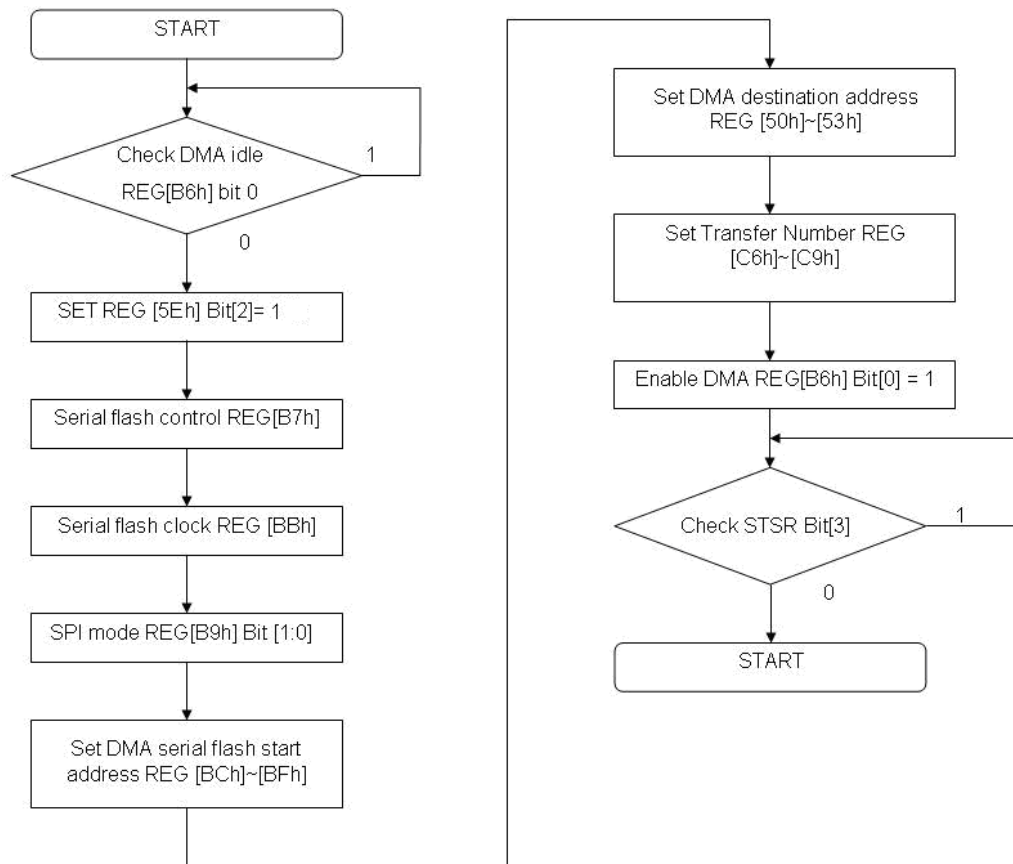 START
Check DMA idle
REG[B6h] bit 0
1
0
SET REG [5Eh] Bit[2]= 1
Serial flash control REG[B7h]
Serial flash clock REG [BBh]
SPI mode REG[B9h] Bit [1:0]
Set DMA serial flash start
address REG [BCh]~[BFh]
Set DMA destination address
REG [50h]~[53h]
Set Transfer Number REG
[C6h]~[C9h]
Enable DMA REG[B6h] Bit[0] = 1
Check STSR Bit[3]
1
0
START